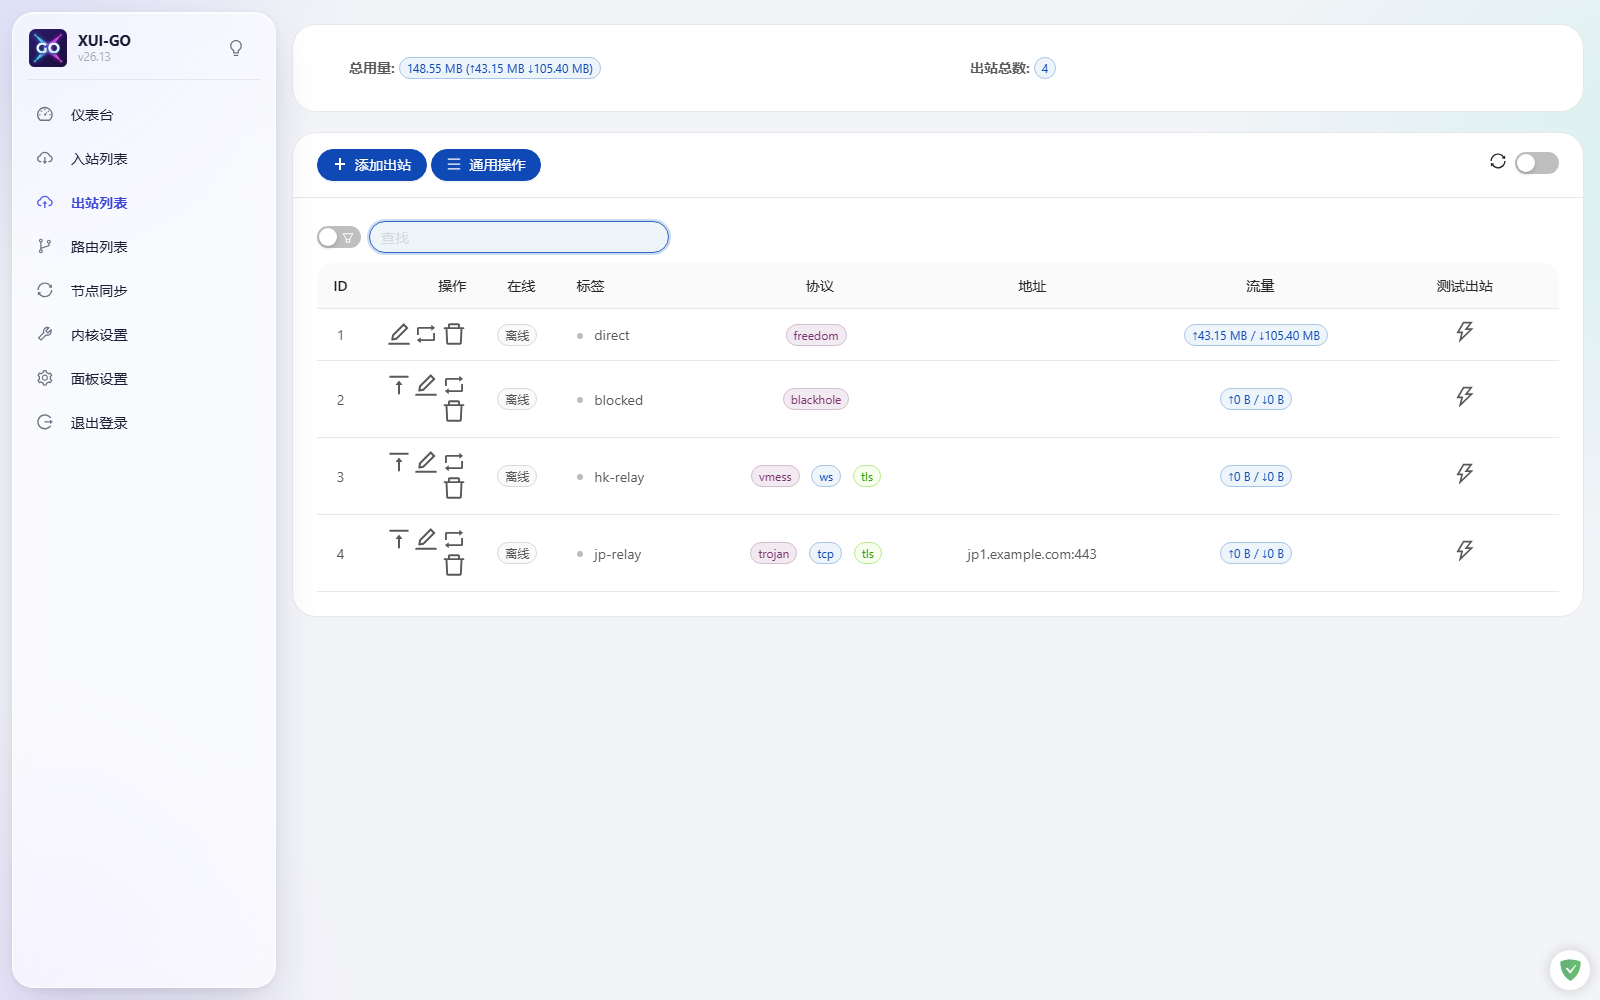 GO
XUI-GO
v26.13
仪表台
入站列表
出站列表
路由列表
节点同步
内核设置
面板设置
退出登录
总用量: 148.55 MB (↑43.15 MB ↓105.40 MB)
出站总数: 4
添加出站 通用操作
查找
ID 操作 在线 标签 协议 地址 流量 测试出站
1 离线 direct freedom ↑43.15 MB / ↓105.40 MB
2 离线 blocked blackhole ↑0 B / ↓0 B
3 离线 hk-relay vmess ws tls ↑0 B / ↓0 B
4 离线 jp-relay trojan tcp tls jp1.example.com:443 ↑0 B / ↓0 B